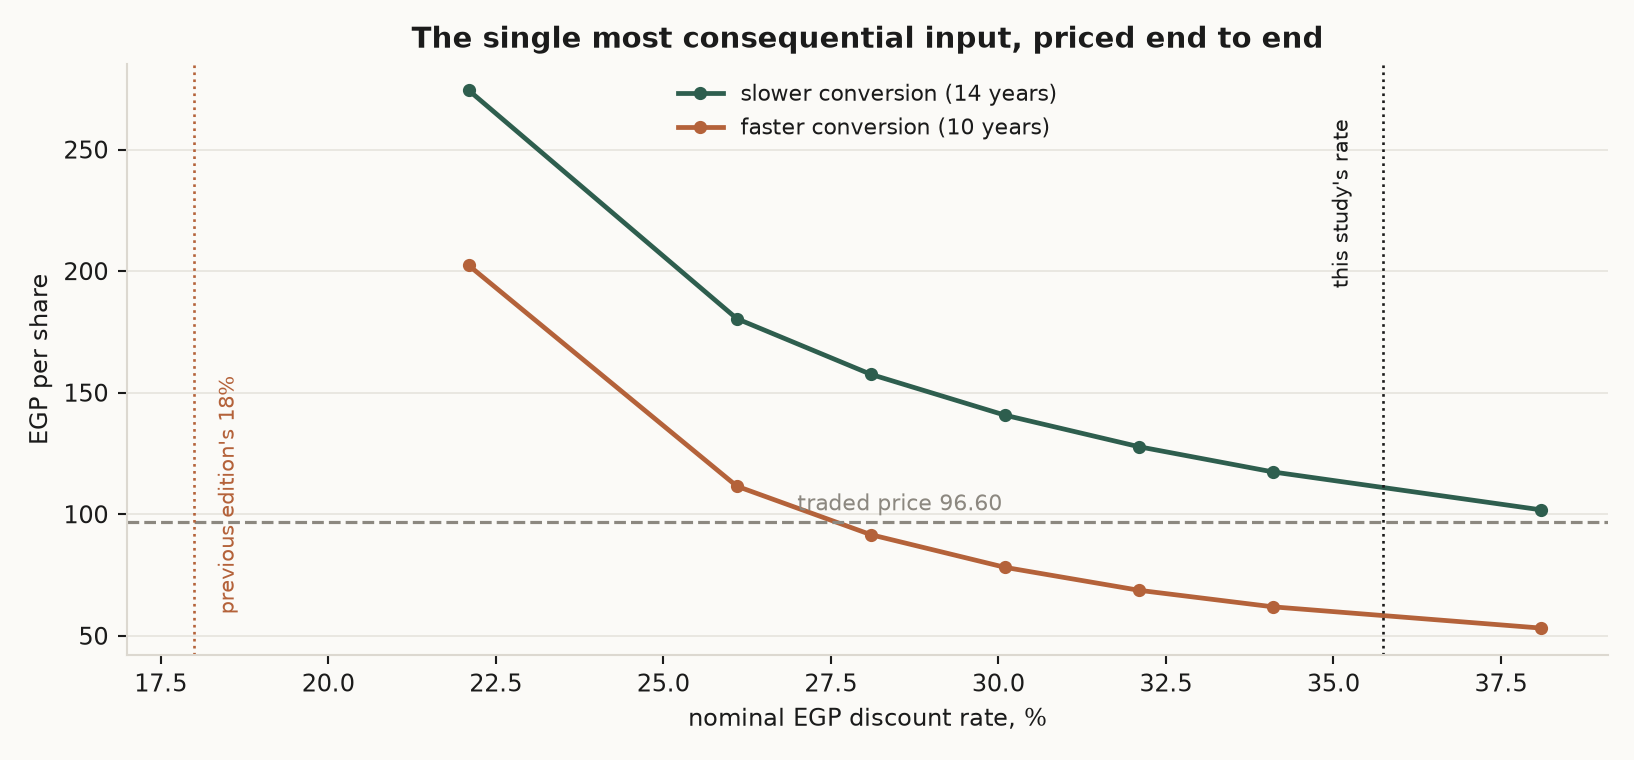 The single most consequential input, priced end to end
slower conversion (14 years)
faster conversion (10 years)
this study's rate
previous edition's 18%
traded price 96.60
EGP per share
250
200
150
100
50
17.5 20.0 22.5 25.0 27.5 30.0 32.5 35.0 37.5
nominal EGP discount rate, %